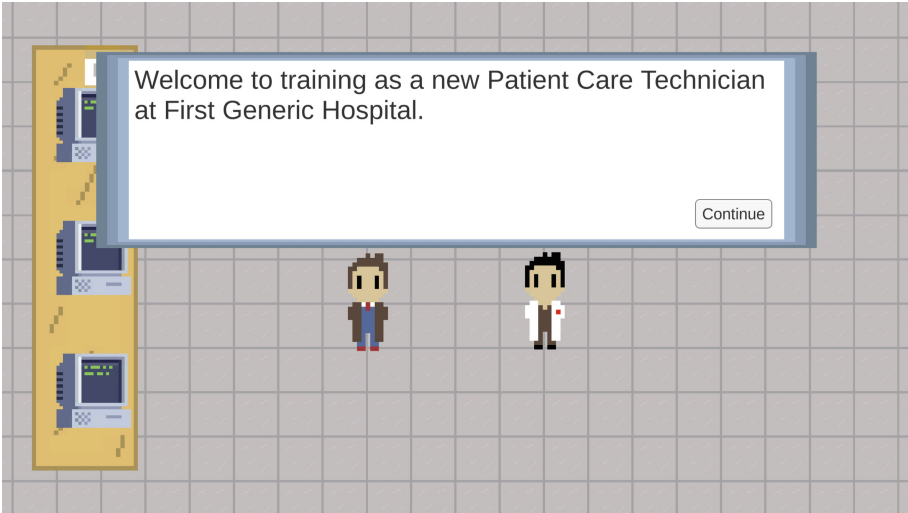 Welcome to training as a new Patient Care Technician
at First Generic Hospital.
Continue